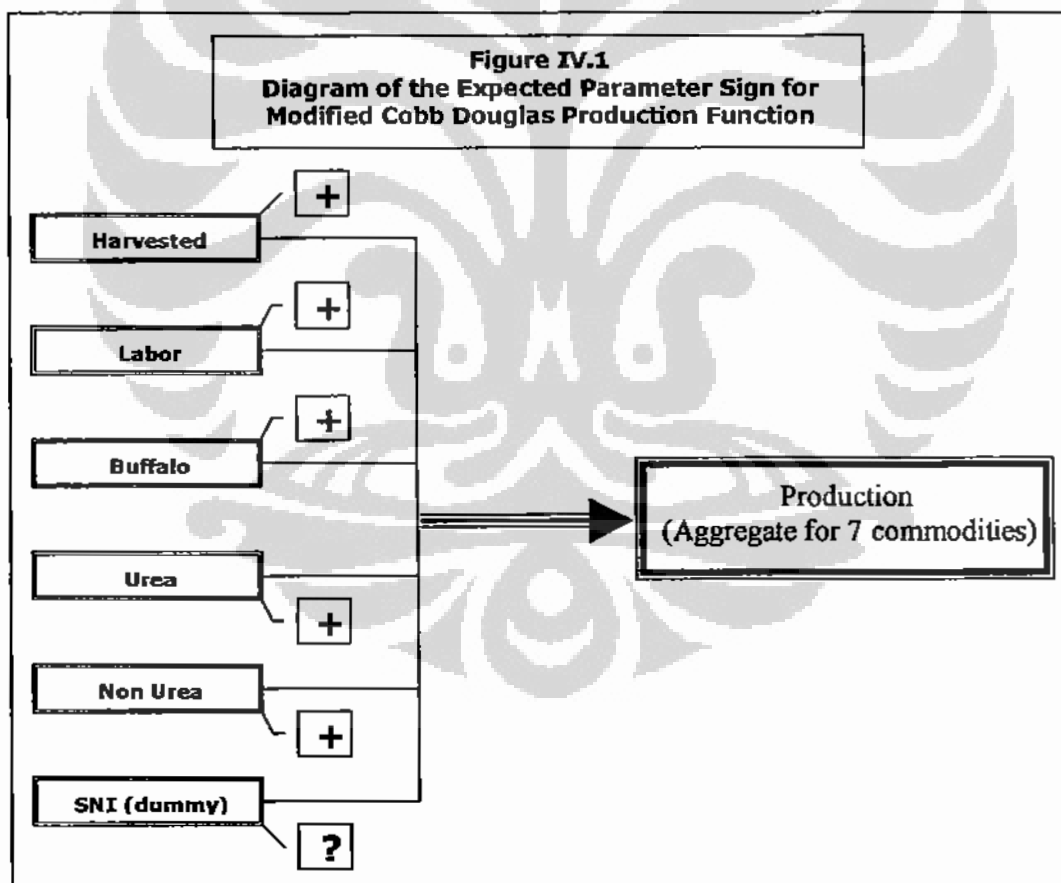 Figure IV.1
Diagram of the Expected Parameter Sign for
Modified Cobb Douglas Production Function
+
Harvested
+
Labor
+
Buffalo
Production
(Aggregate for 7 commodities)
Urea
+
Non Urea
+
SNI (dummy)
?